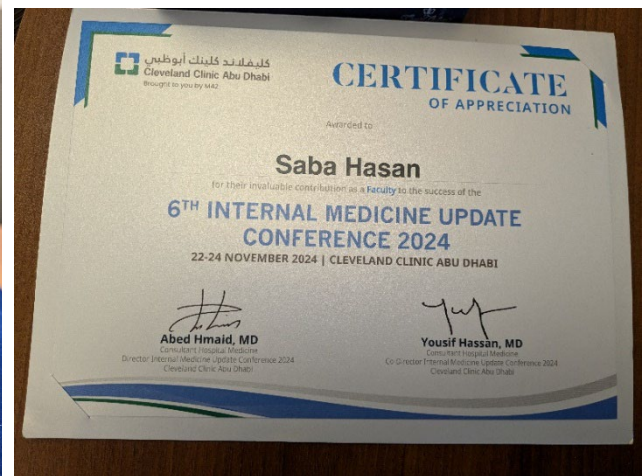 كليفلاند كلينك أبوظبي
Cleveland Clinic Abu Dhabi
Brought to you by M42
CERTIFICATE
OF APPRECIATION
Awarded to
Saba Hasan
for their invaluable contribution as a Faculty to the success of the
6TH INTERNAL MEDICINE UPDATE
CONFERENCE 2024
22-24 NOVEMBER 2024 | CLEVELAND CLINIC ABU DHABI
Abed Hmaid, MD
Consultant Hospital Medicine
Director Internal Medicine Update Conference 2024
Cleveland Clinic Abu Dhabi
Yousif Hassan, MD
Consultant Hospital Medicine
Co Director Internal Medicine Update Conference 2024
Cleveland Clinic Abu Dhabi